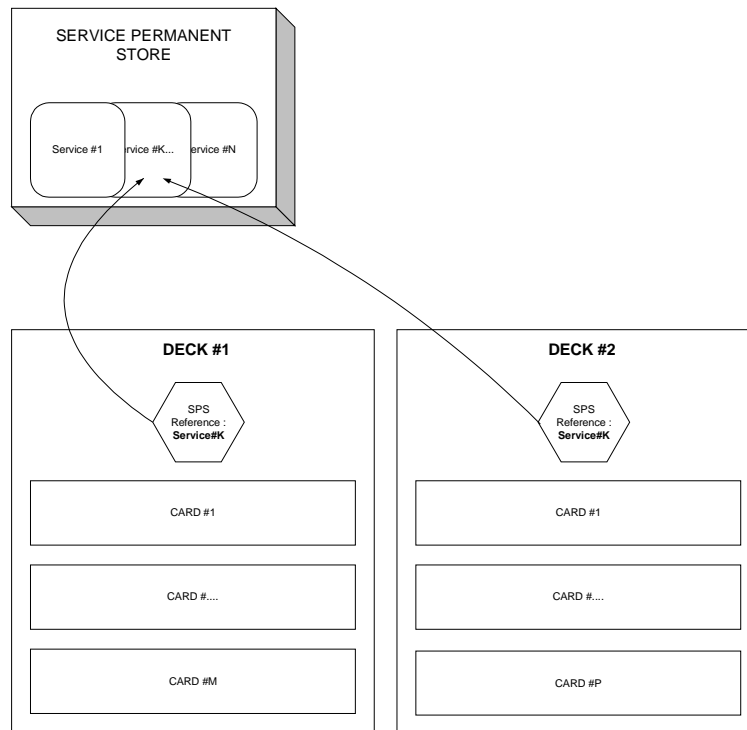 SERVICE PERMANENT
STORE
Service #1
ervice #K...
ervice #N
DECK #1
SPS
Reference :
Service#K
CARD #1
CARD #....
CARD #M
DECK #2
SPS
Reference :
Service#K
CARD #1
CARD #....
CARD #P